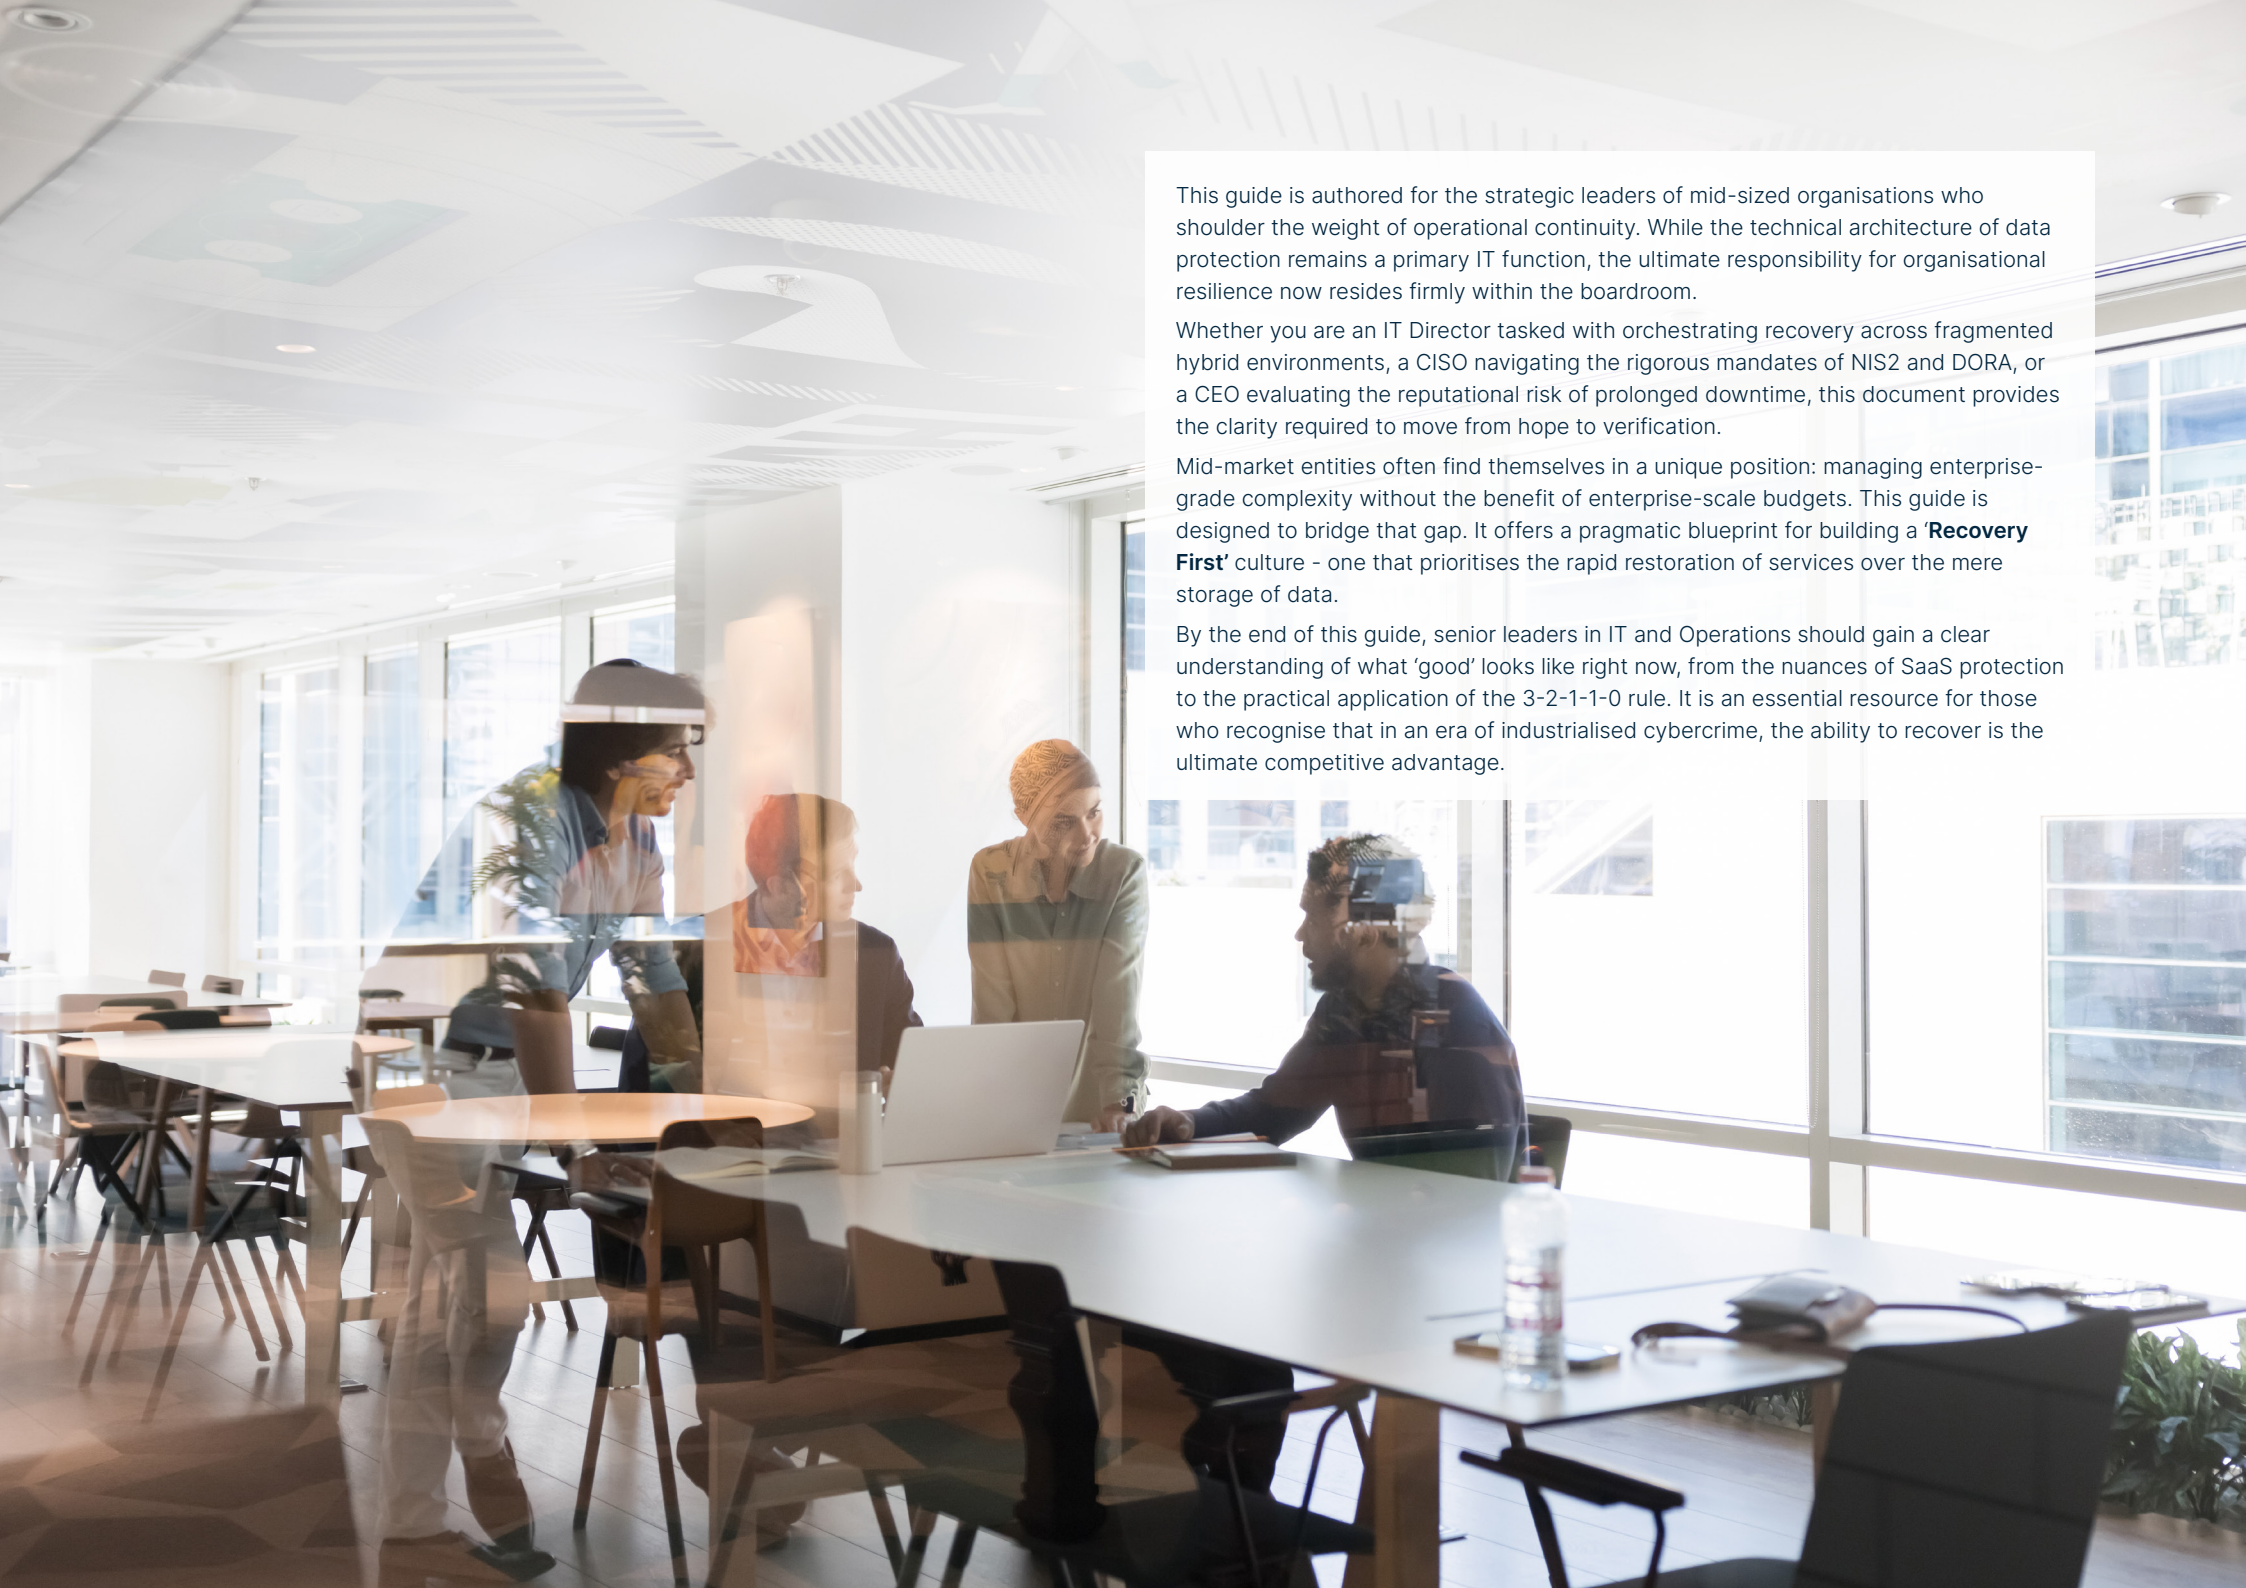 This guide is authored for the strategic leaders of mid-sized organisations who
shoulder the weight of operational continuity. While the technical architecture of data
protection remains a primary IT function, the ultimate responsibility for organisational
resilience now resides firmly within the boardroom.
Whether you are an IT Director tasked with orchestrating recovery across fragmented
hybrid environments, a CISO navigating the rigorous mandates of NIS2 and DORA, or
a CEO evaluating the reputational risk of prolonged downtime, this document provides
the clarity required to move from hope to verification.
Mid-market entities often find themselves in a unique position: managing enterprise-
grade complexity without the benefit of enterprise-scale budgets. This guide is
designed to bridge that gap. It offers a pragmatic blueprint for building a ‘Recovery
First’ culture - one that prioritises the rapid restoration of services over the mere
storage of data.
By the end of this guide, senior leaders in IT and Operations should gain a clear
understanding of what ‘good’ looks like right now, from the nuances of SaaS protection
to the practical application of the 3-2-1-1-0 rule. It is an essential resource for those
who recognise that in an era of industrialised cybercrime, the ability to recover is the
ultimate competitive advantage.